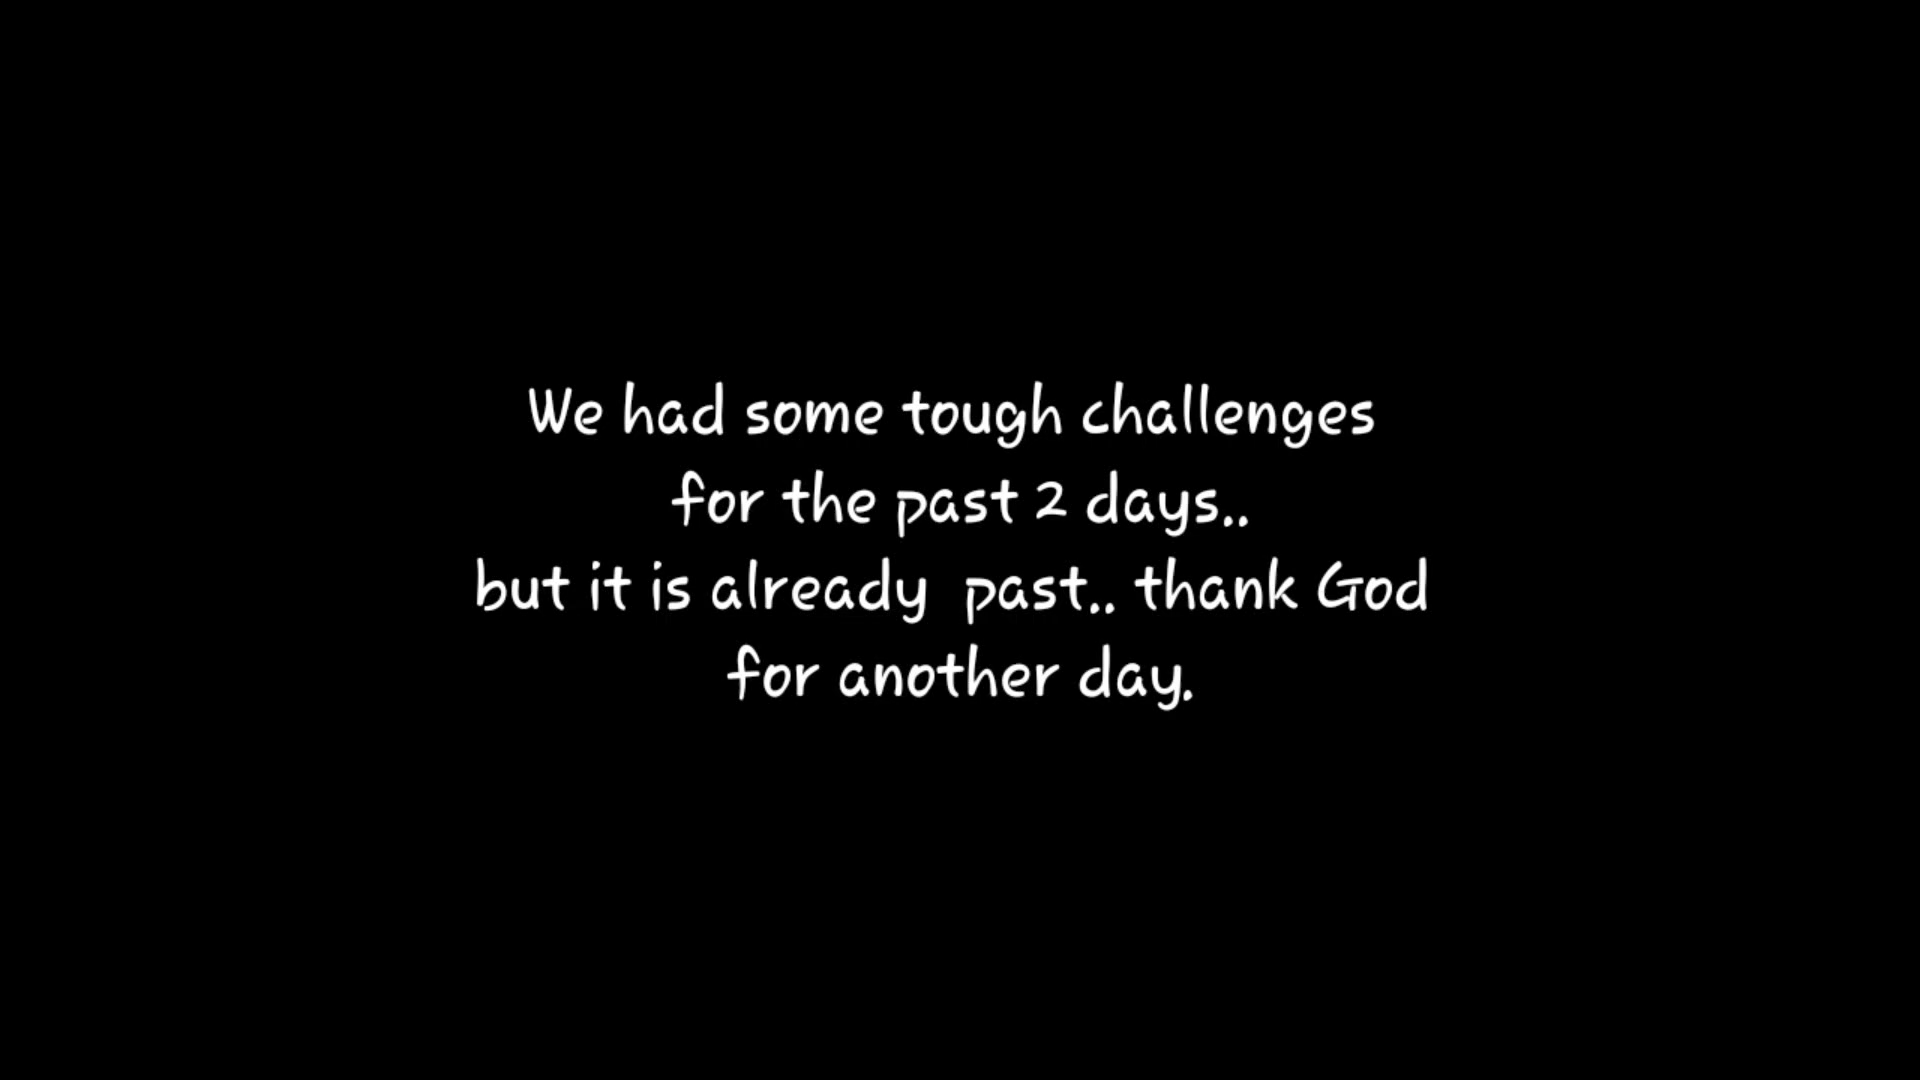 We had some tough challenges
for the past 2 days..
but it is already  past.. thank God
for another day.